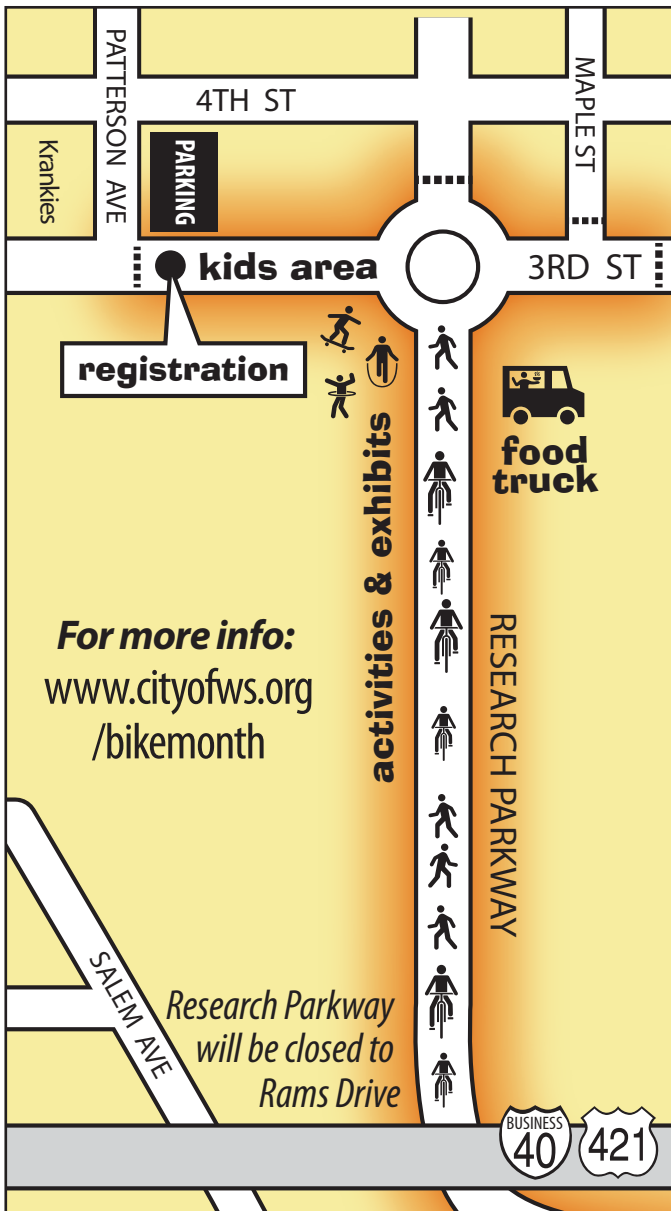 PATTERSON AVE
4TH ST
MAPLE ST
Krankies
PARKING
kids area
3RD ST
registration
activities & exhibits
food
truck
For more info:
www.cityofws.org
/bikemonth
RESEARCH PARKWAY
SALEM AVE
Research Parkway
will be closed to
Rams Drive
BUSINESS
40
421